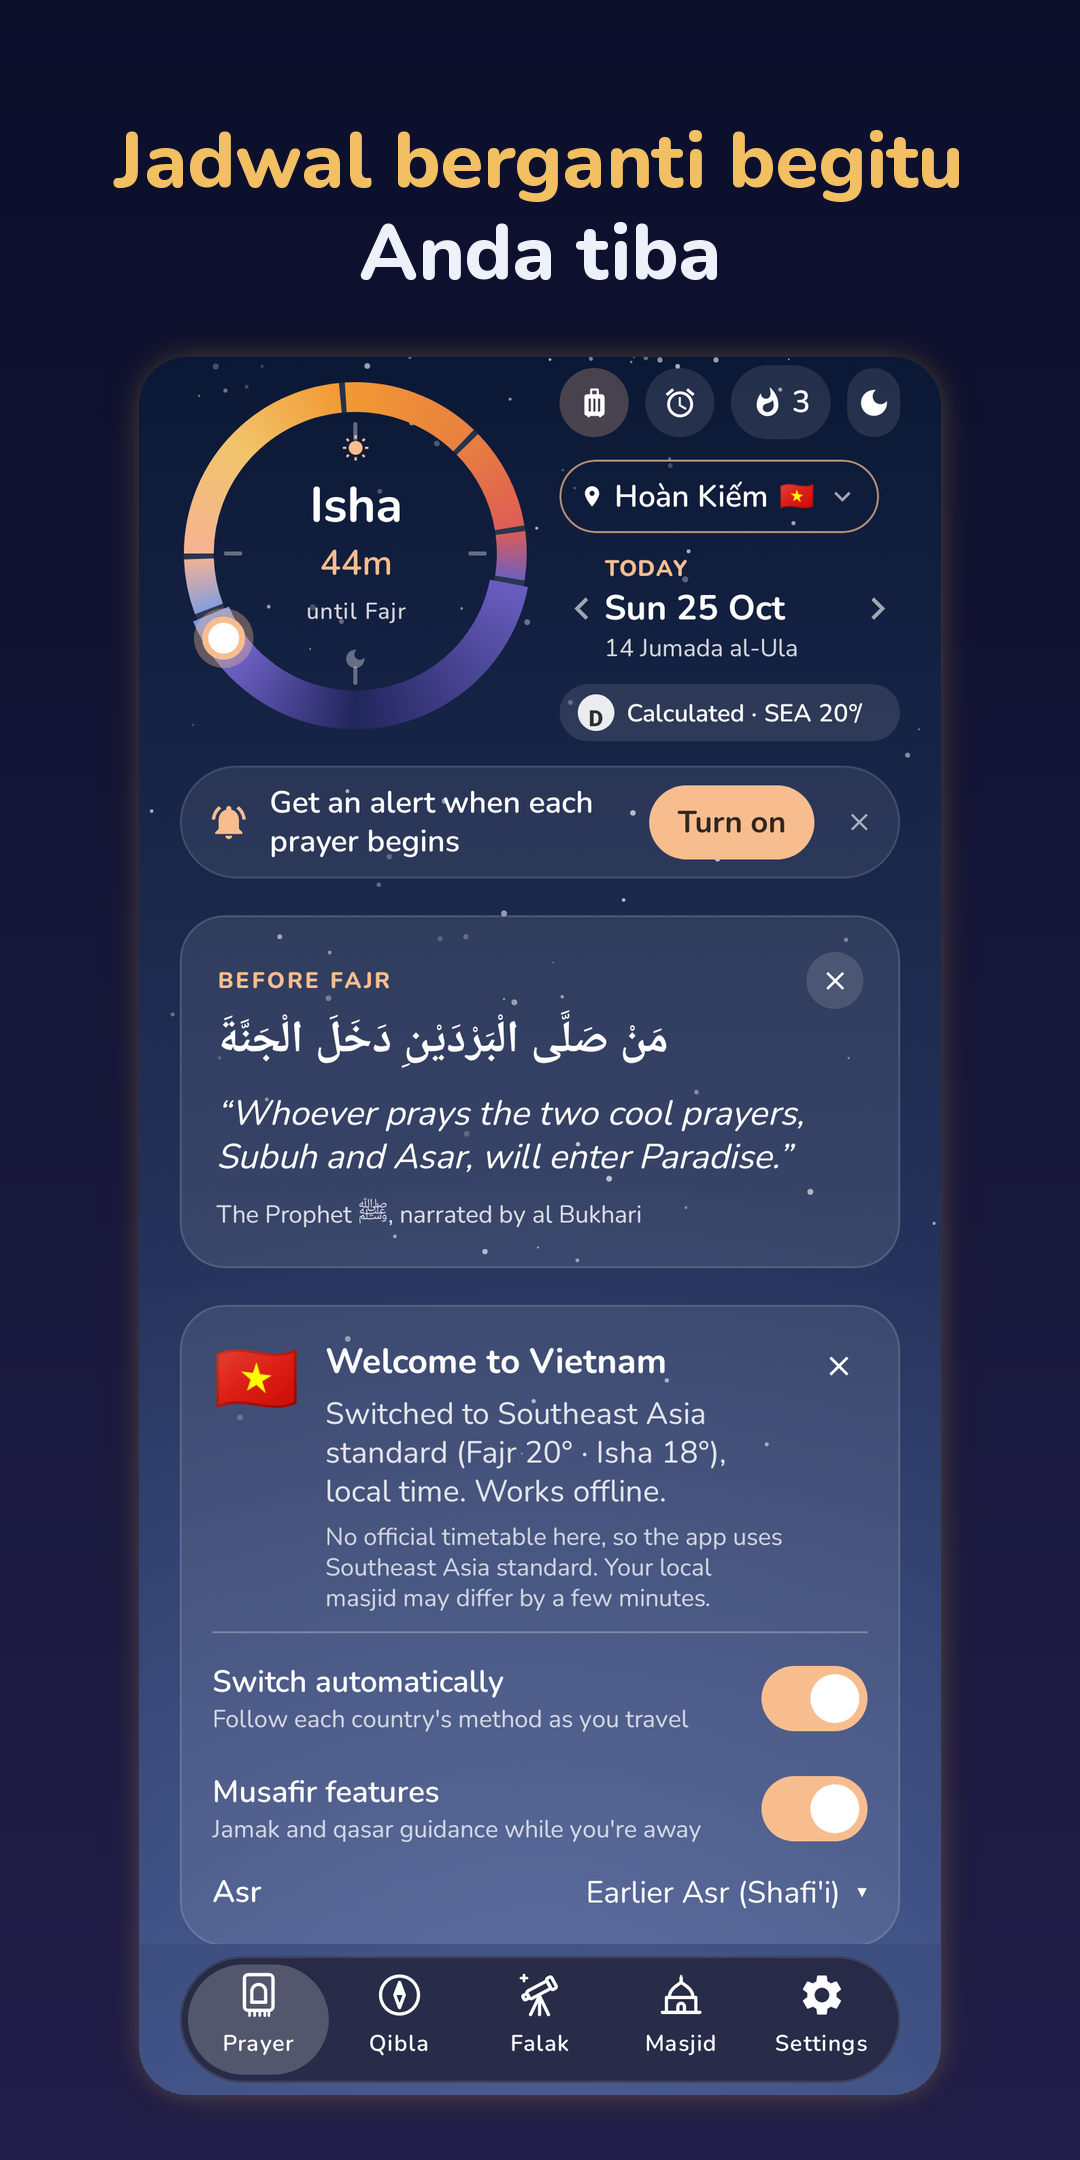 Jadwal berganti begitu
Anda tiba
Isha
44m
until Fajr
3
Hoàn Kiếm
TODAY
Sun 25 Oct
14 Jumada al-Ula
D Calculated · SEA 20°/
Get an alert when each
prayer begins
Turn on
BEFORE FAJR
مَنْ صَلَّى الْبَرْدَيْنِ دَخَلَ الْجَنَّةَ
“Whoever prays the two cool prayers,
Subuh and Asar, will enter Paradise.”
The Prophet ﷺ, narrated by al Bukhari
Welcome to Vietnam
Switched to Southeast Asia
standard (Fajr 20° · Isha 18°),
local time. Works offline.
No official timetable here, so the app uses
Southeast Asia standard. Your local
masjid may differ by a few minutes.
Switch automatically
Follow each country's method as you travel
Musafir features
Jamak and qasar guidance while you're away
Asr
Earlier Asr (Shafi'i)
Prayer
Qibla
Falak
Masjid
Settings